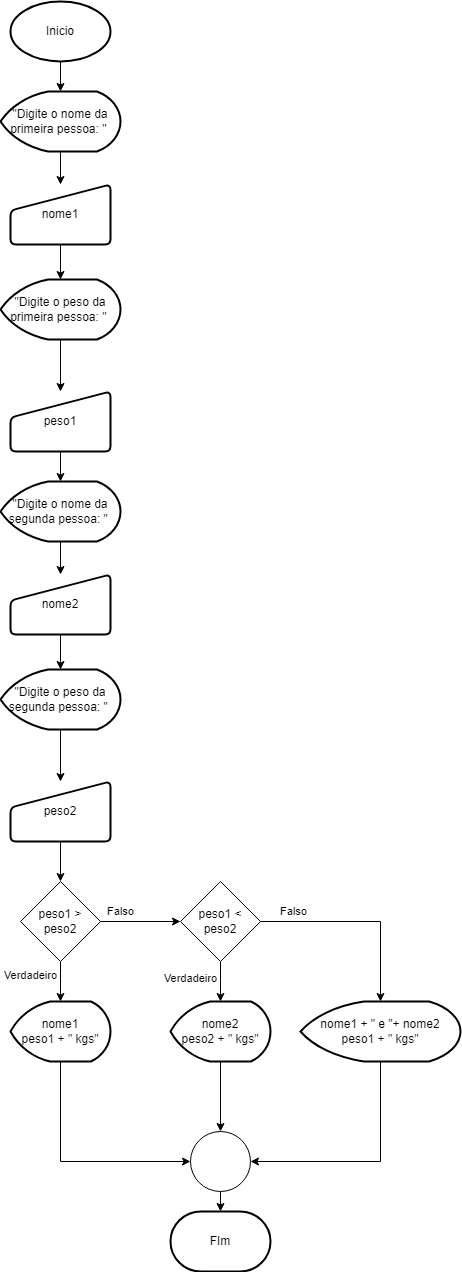 Inicio
"Digite o nome da
primeira pessoa: "
nome1
"Digite o peso da
primeira pessoa: "
peso1
"Digite o nome da
segunda pessoa: "
nome2
"Digite o peso da
segunda pessoa: "
peso2
peso1 >
peso2
Falso
peso1 <
peso2
Falso
Verdadeiro
Verdadeiro
nome1
peso1 + " kgs"
nome2
peso2 + " kgs"
nome1 + " e "+ nome2
peso1 + " kgs"
FIm